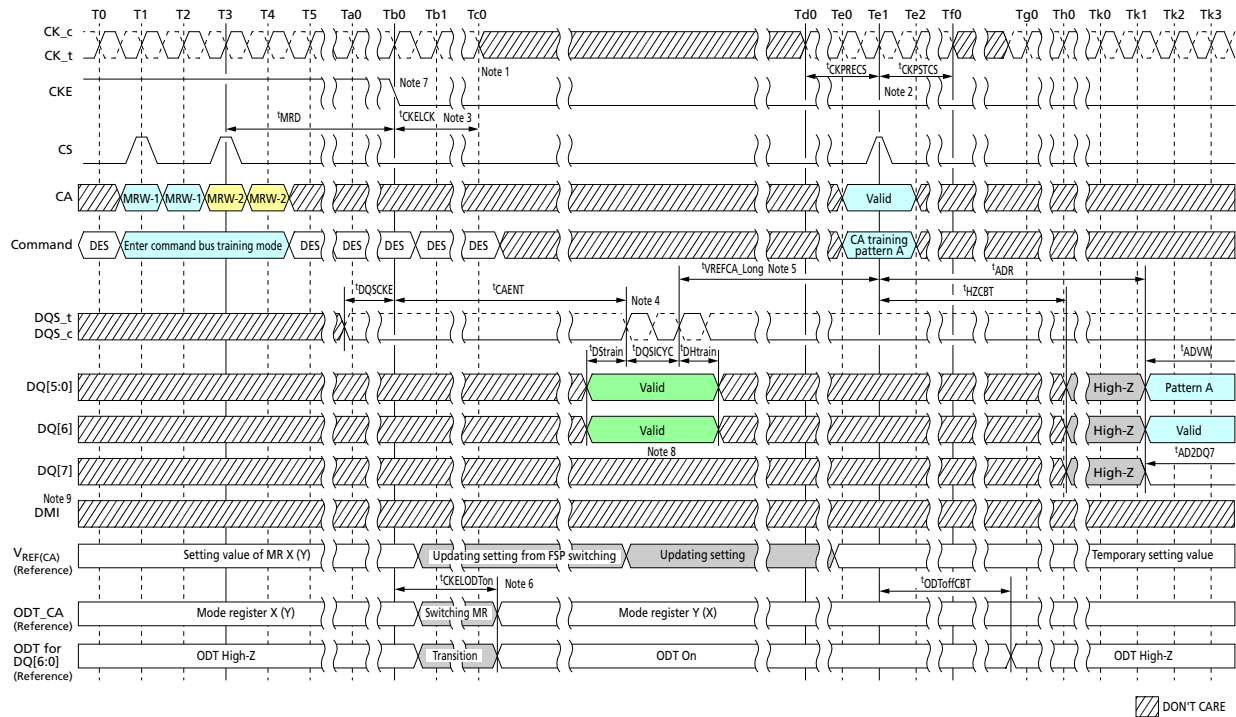 T0 T1 T2 T3 T4 T5 Ta0 Tb0 Tb1 Tc0 Td0 Te0 Te1 Te2 Tf0 Tg0 Th0 Tk0 Tk1 Tk2 Tk3
CK_c
CK_t
Note 1
tCKPRECS tCKPSTCS
CKE
Note 7
Note 2
tMRD tCKELCK Note 3
CS
CA MRW-1 MRW-1 MRW-2 MRW-2 Valid
Command DES Enter command bus training mode DES DES DES DES DES CA training
pattern A
tVREFCA_Long Note 5 tADR
tDQSCKE tCAENT tHZCBT
Note 4
DQS_t
DQS_c
tDStrain tDQSICYC tDHtrain tADVW
DQ[5:0] Valid High-Z Pattern A
DQ[6] Valid High-Z Valid
Note 8 tAD2DQ7
DQ[7] High-Z
Note 9
DMI
VREF(CA)
(Reference)
Setting value of MR X (Y) Updating setting from FSP switching Updating setting Temporary setting value
tCKELODTon Note 6 tODToffCBT
ODT_CA
(Reference)
Mode register X (Y) Switching MR Mode register Y (X)
ODT for
DQ[6:0]
(Reference)
ODT High-Z Transition ODT On ODT High-Z
DON'T CARE